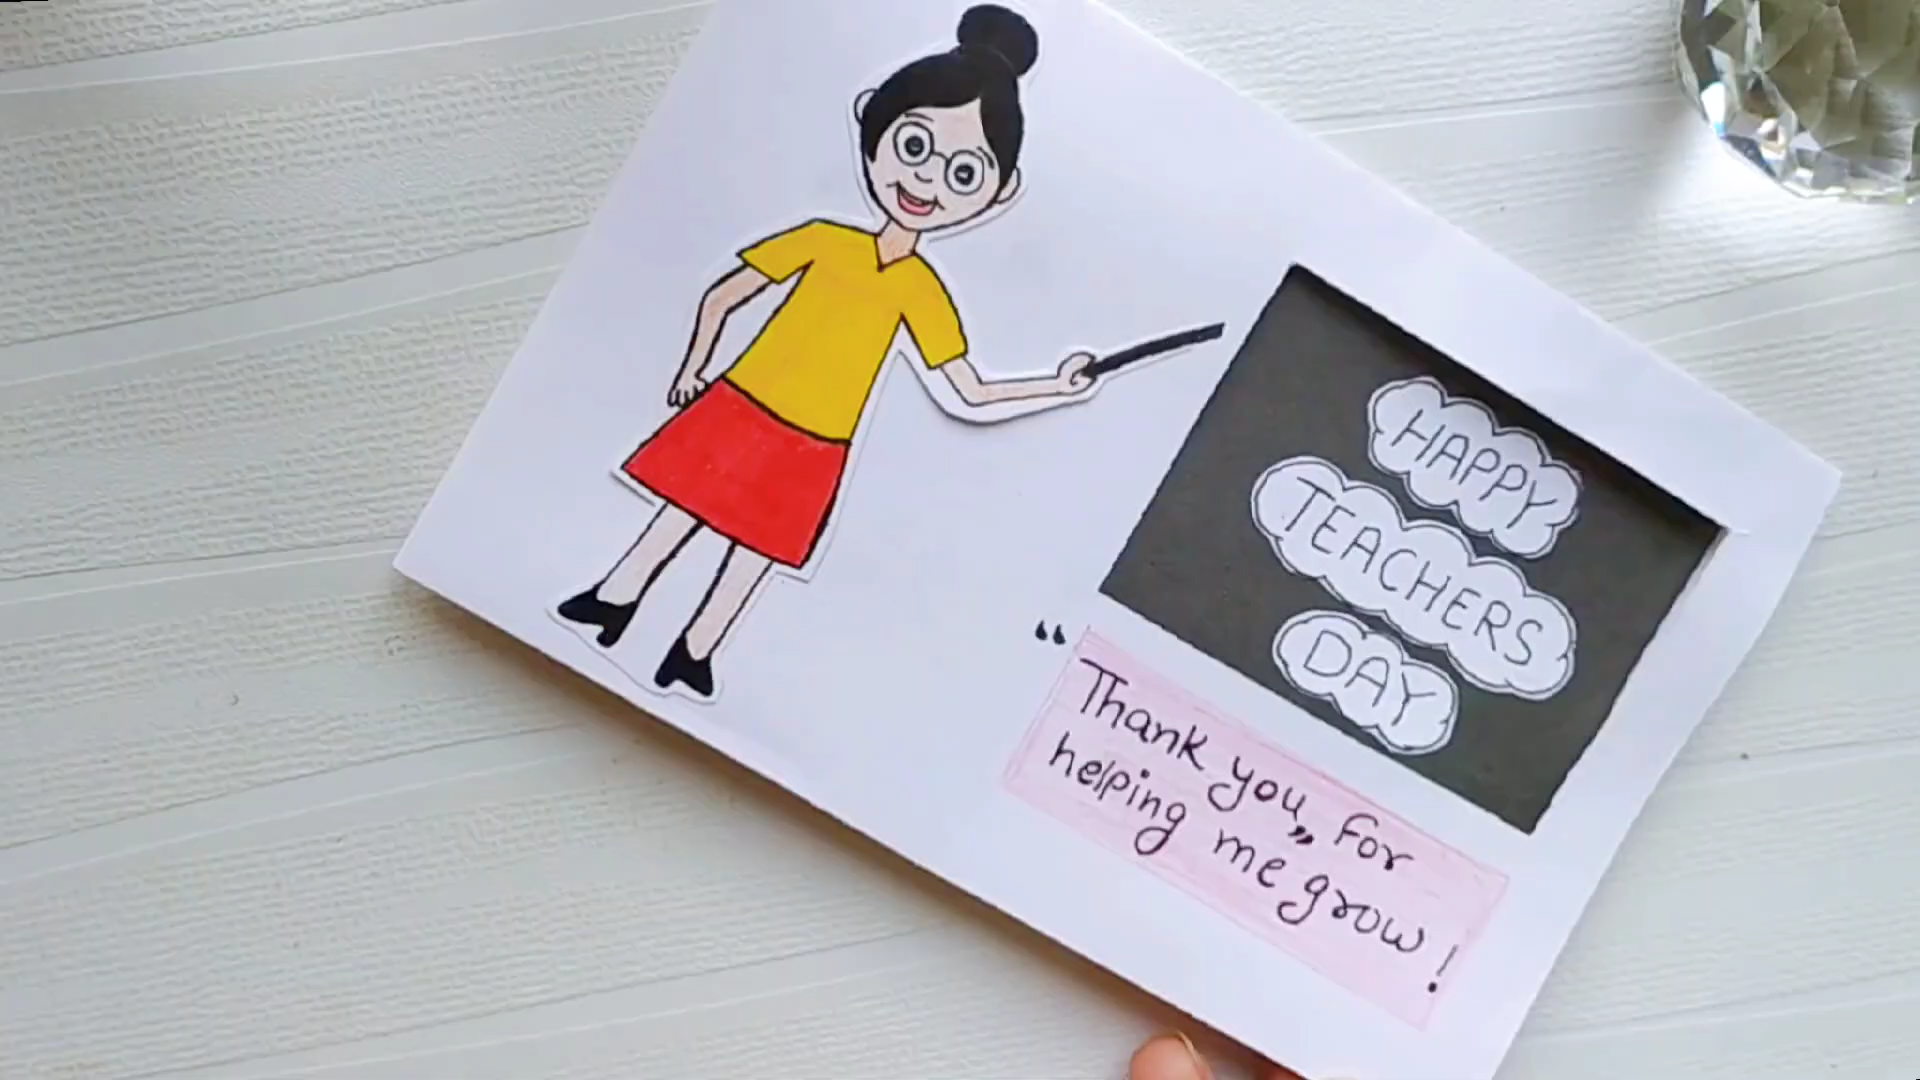 HAPPY
TEACHERS
DAY
“Thank you,” for
helping me grow!